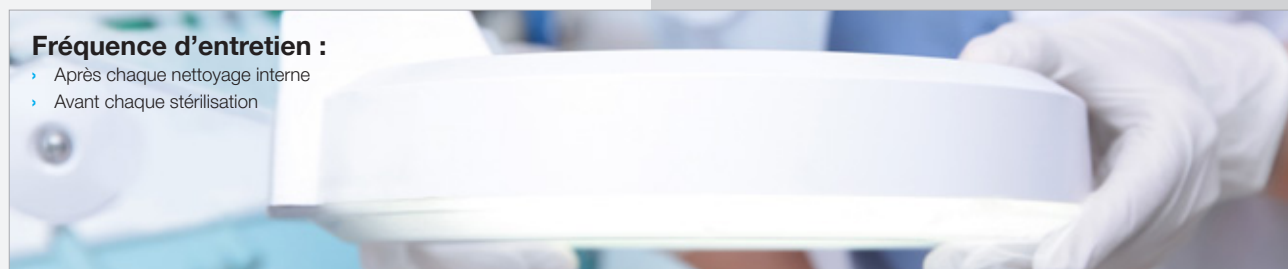 Fréquence d’entretien :
› Après chaque nettoyage interne
› Avant chaque stérilisation